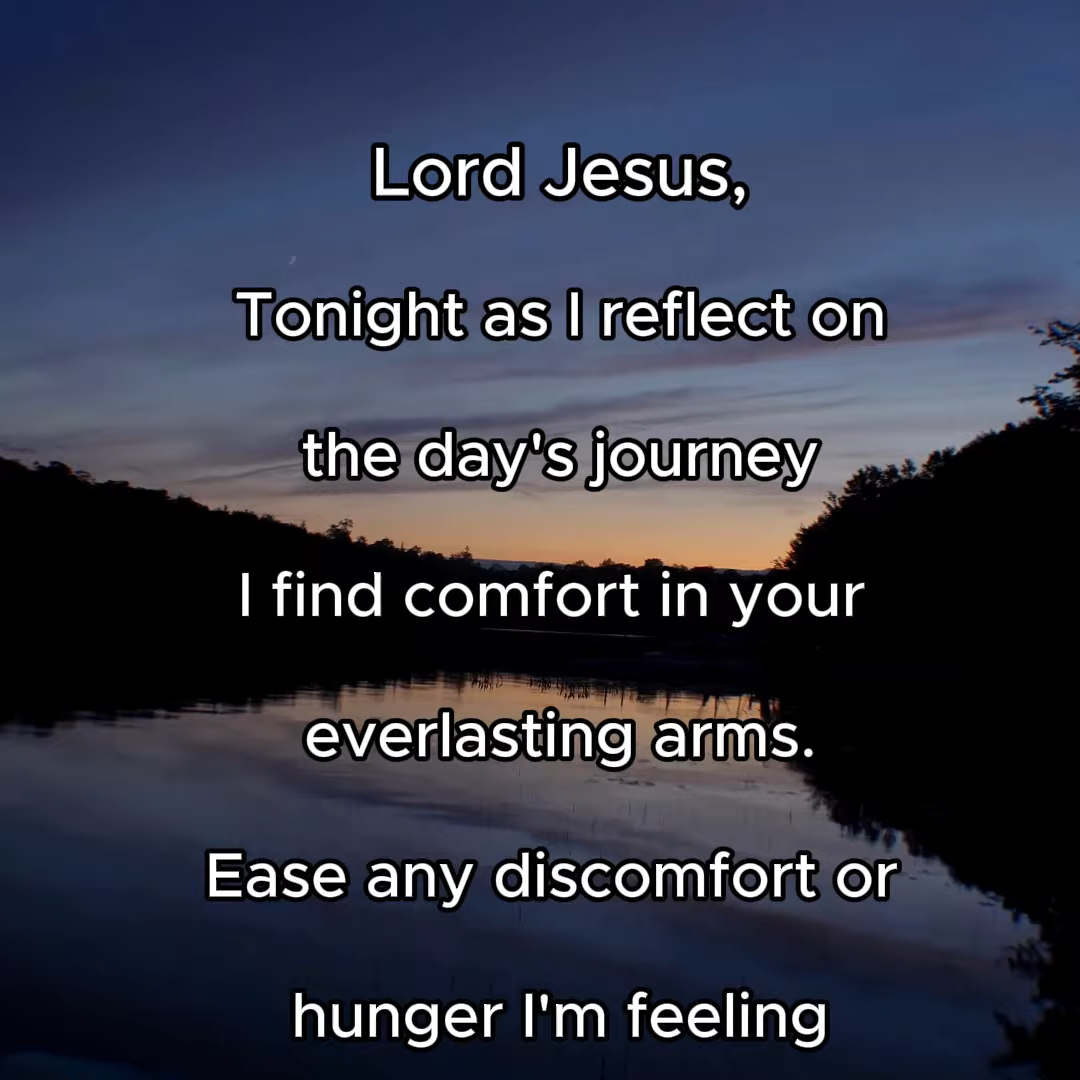 Lord Jesus,
Tonight as I reflect on
the day's journey
I find comfort in your
everlasting arms.
Ease any discomfort or
hunger I'm feeling